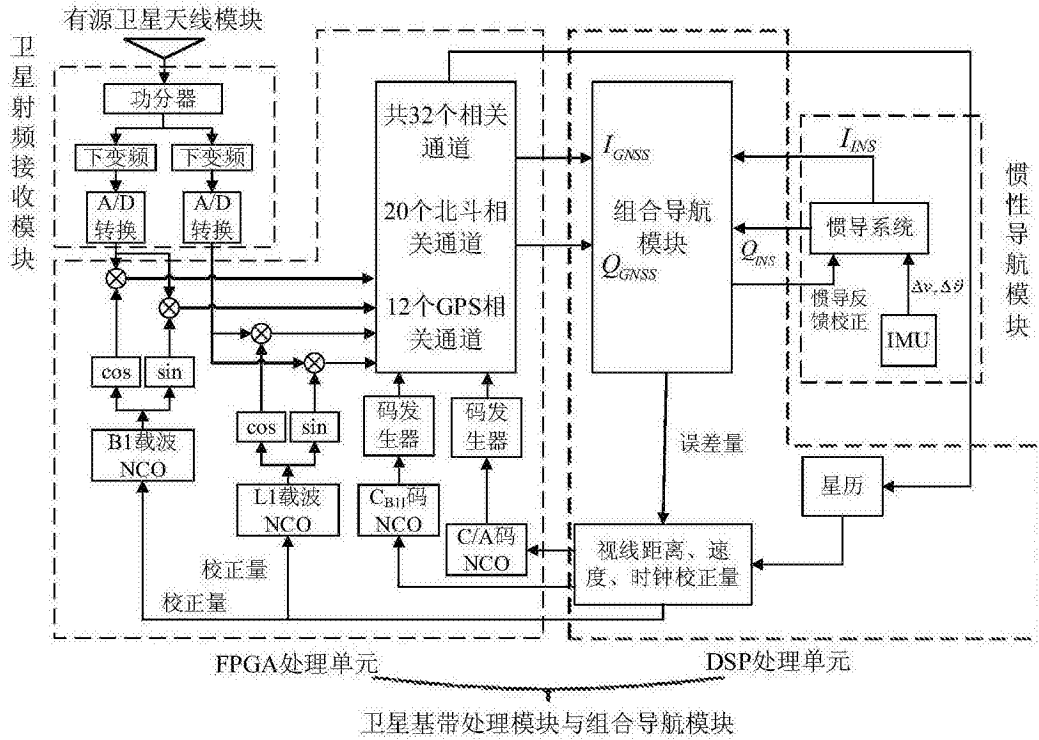 有源卫星天线模块
卫星射频接收模块
功分器
下变频
下变频
A/D
转换
A/D
转换
共32个相关
通道
20个北斗相
关通道
12个GPS相
关通道
I_GNSS
Q_GNSS
组合导航
模块
I_INS
Q_INS
惯导系统
惯导反
馈校正
Δv,Δθ
IMU
惯性导航模块
cos
sin
B1载波
NCO
cos
sin
L1载波
NCO
码发
生器
码发
生器
C_BII码
NCO
C/A码
NCO
误差量
星历
视线距离、速
度、时钟校正量
校正量
校正量
FPGA处理单元
DSP处理单元
卫星基带处理模块与组合导航模块